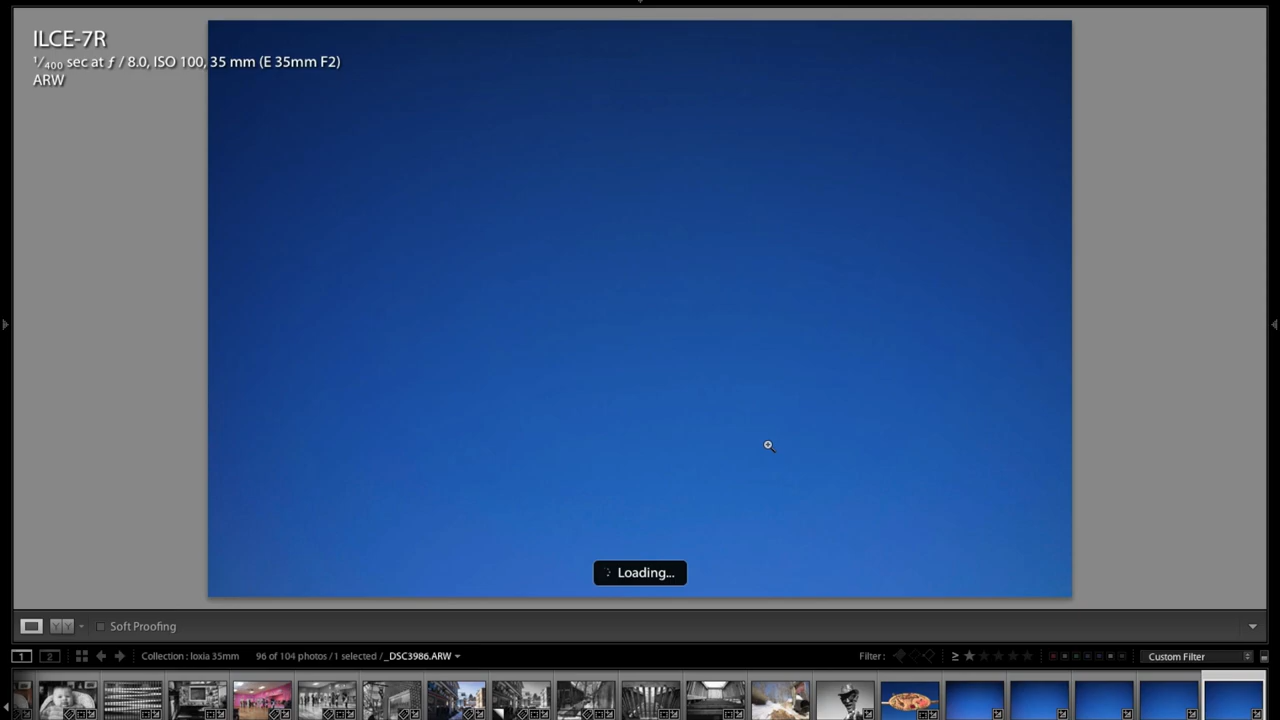 ILCE-7R
1/400 sec at ƒ / 8.0, ISO 100, 35 mm (E 35mm F2)
ARW
Loading...
Y Y
Soft Proofing
1 2 Collection : loxia 35mm 96 of 104 photos / 1 selected / _DSC3986.ARW Filter : ≥ Custom Filter